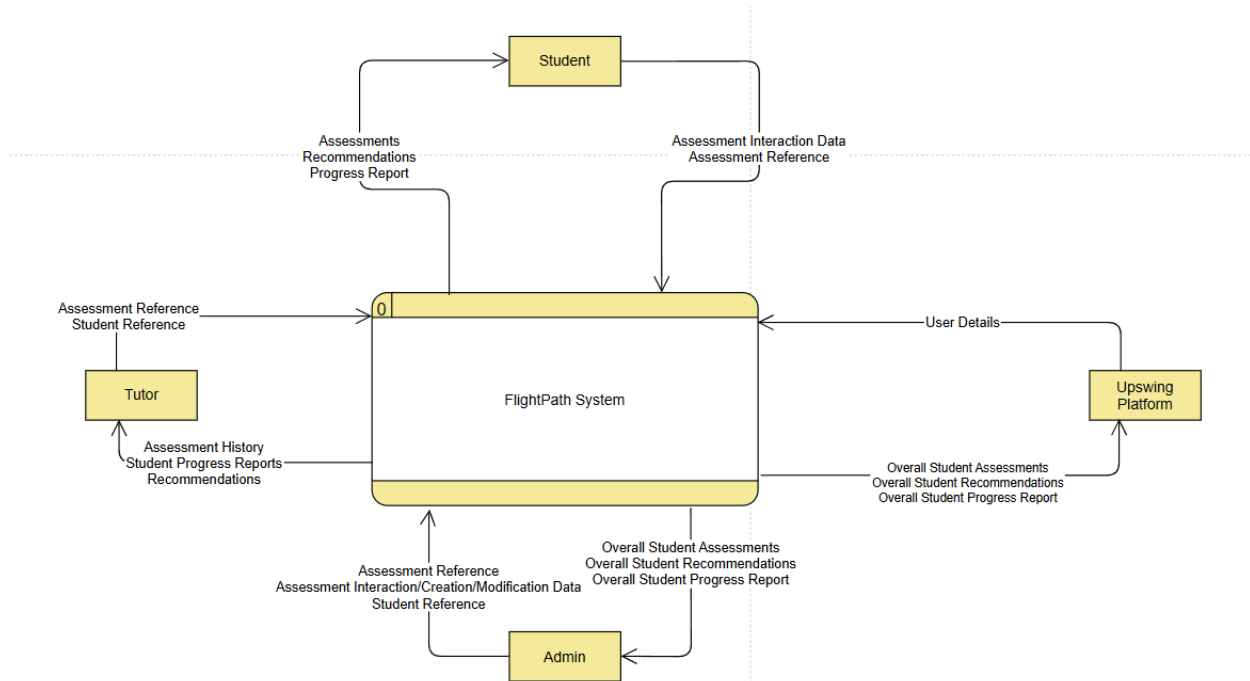 Student
Assessments
Recommendations
Progress Report
Assessment Interaction Data
Assessment Reference
Assessment Reference
Student Reference
0
User Details
Tutor
FlightPath System
Upswing
Platform
Assessment History
Student Progress Reports
Recommendations
Overall Student Assessments
Overall Student Recommendations
Overall Student Progress Report
Assessment Reference
Assessment Interaction/Creation/Modification Data
Student Reference
Overall Student Assessments
Overall Student Recommendations
Overall Student Progress Report
Admin